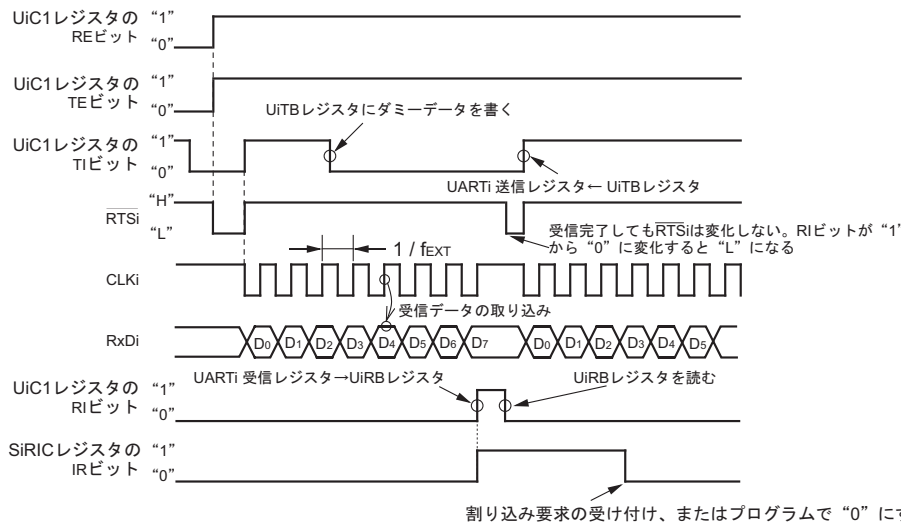 UiC1レジスタの “1”
REビット “0”
UiC1レジスタの “1”
TEビット “0”
UiTBレジスタにダミーデータを書く
UiC1レジスタの “1”
TIビット “0”
UARTi 送信レジスタ← UiTBレジスタ
“H”
RTSi
“L”
受信完了してもRTSiは変化しない。RIビットが “1”
から “0” に変化すると “L” になる
1 / fEXT
CLKi
受信データの取り込み
RxDi
D0 D1 D2 D3 D4 D5 D6 D7 D0 D1 D2 D3 D4 D5
UARTi 受信レジスタ→UiRBレジスタ
UiRBレジスタを読む
UiC1レジスタの “1”
RIビット “0”
SiRICレジスタの “1”
IRビット “0”
割り込み要求の受け付け、またはプログラムで “0” にす